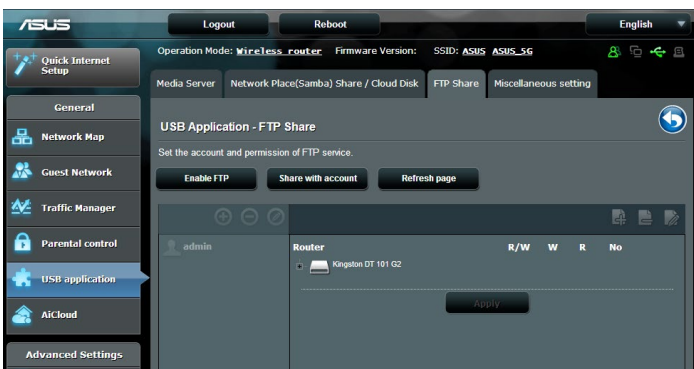 ASUS
Logout Reboot English
Operation Mode: Wireless router Firmware Version: SSID: ASUS ASUS_5G
Quick Internet
Setup
Media Server Network Place(Samba) Share / Cloud Disk FTP Share Miscellaneous setting
General
Network Map
Guest Network
Traffic Manager
Parental control
USB application
AiCloud
Advanced Settings
USB Application - FTP Share
Set the account and permission of FTP service.
Enable FTP Share with account Refresh page
admin
Router R/W W R No
Kingston DT 101 G2
Apply